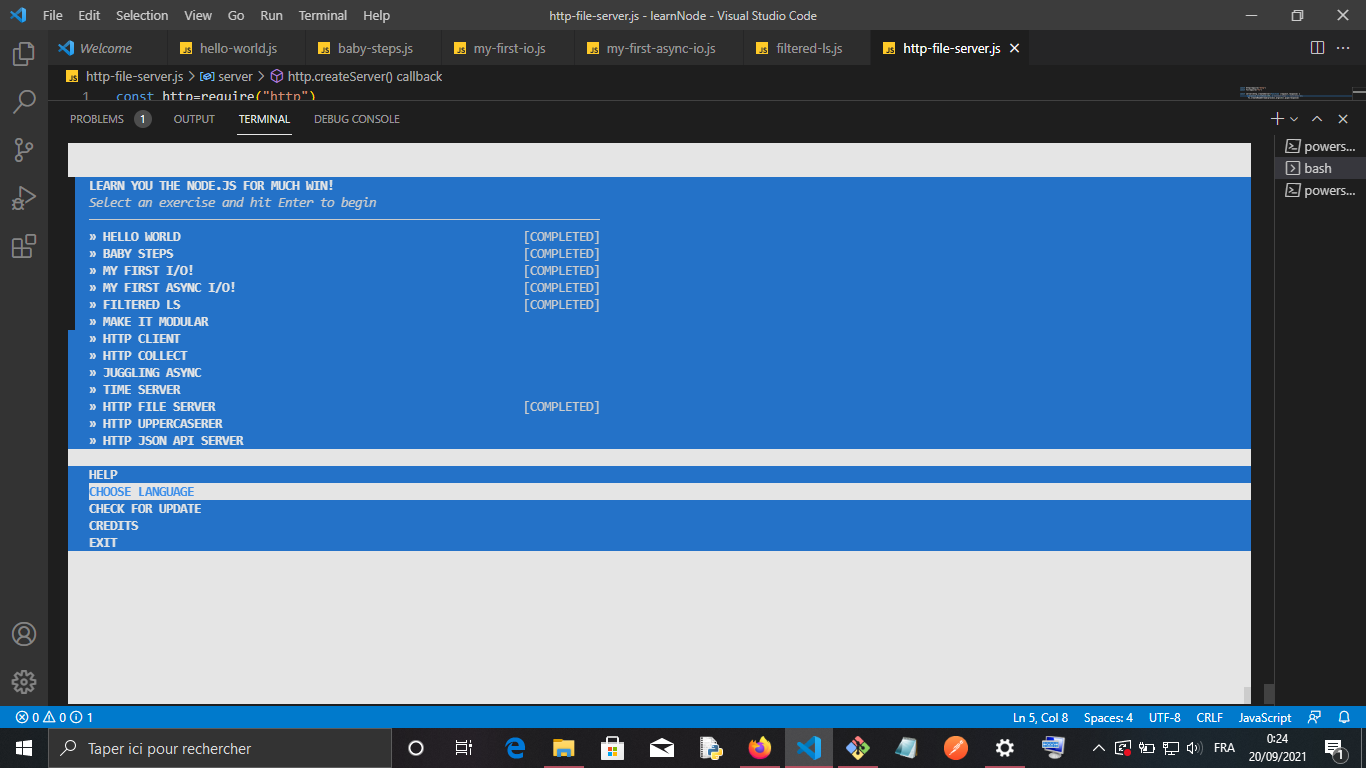 File Edit Selection View Go Run Terminal Help http-file-server.js - learnNode - Visual Studio Code
Welcome hello-world.js baby-steps.js my-first-io.js my-first-async-io.js filtered-ls.js http-file-server.js
http-file-server.js > server > http.createServer() callback
1 const http=require("http")
PROBLEMS 1 OUTPUT TERMINAL DEBUG CONSOLE
powers...
bash
powers...
LEARN YOU THE NODE.JS FOR MUCH WIN!
Select an exercise and hit Enter to begin
» HELLO WORLD [COMPLETED]
» BABY STEPS [COMPLETED]
» MY FIRST I/O! [COMPLETED]
» MY FIRST ASYNC I/O! [COMPLETED]
» FILTERED LS [COMPLETED]
» MAKE IT MODULAR
» HTTP CLIENT
» HTTP COLLECT
» JUGGLING ASYNC
» TIME SERVER
» HTTP FILE SERVER [COMPLETED]
» HTTP UPPERCASERER
» HTTP JSON API SERVER
HELP
CHOOSE LANGUAGE
CHECK FOR UPDATE
CREDITS
EXIT
0 0 1 Ln 5, Col 8 Spaces: 4 UTF-8 CRLF JavaScript
Taper ici pour rechercher FRA 0:24
20/09/2021 1